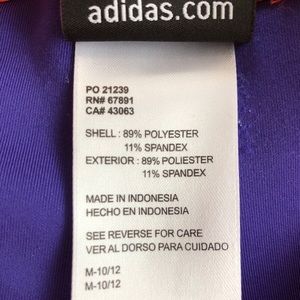 adidas.com
PO 21239
RN# 67891
CA# 43063
SHELL : 89% POLYESTER
11% SPANDEX
EXTERIOR : 89% POLIESTER
11% SPANDEX
MADE IN INDONESIA
HECHO EN INDONESIA
SEE REVERSE FOR CARE
VER AL DORSO PARA CUIDADO
M-10/12
M-10/12